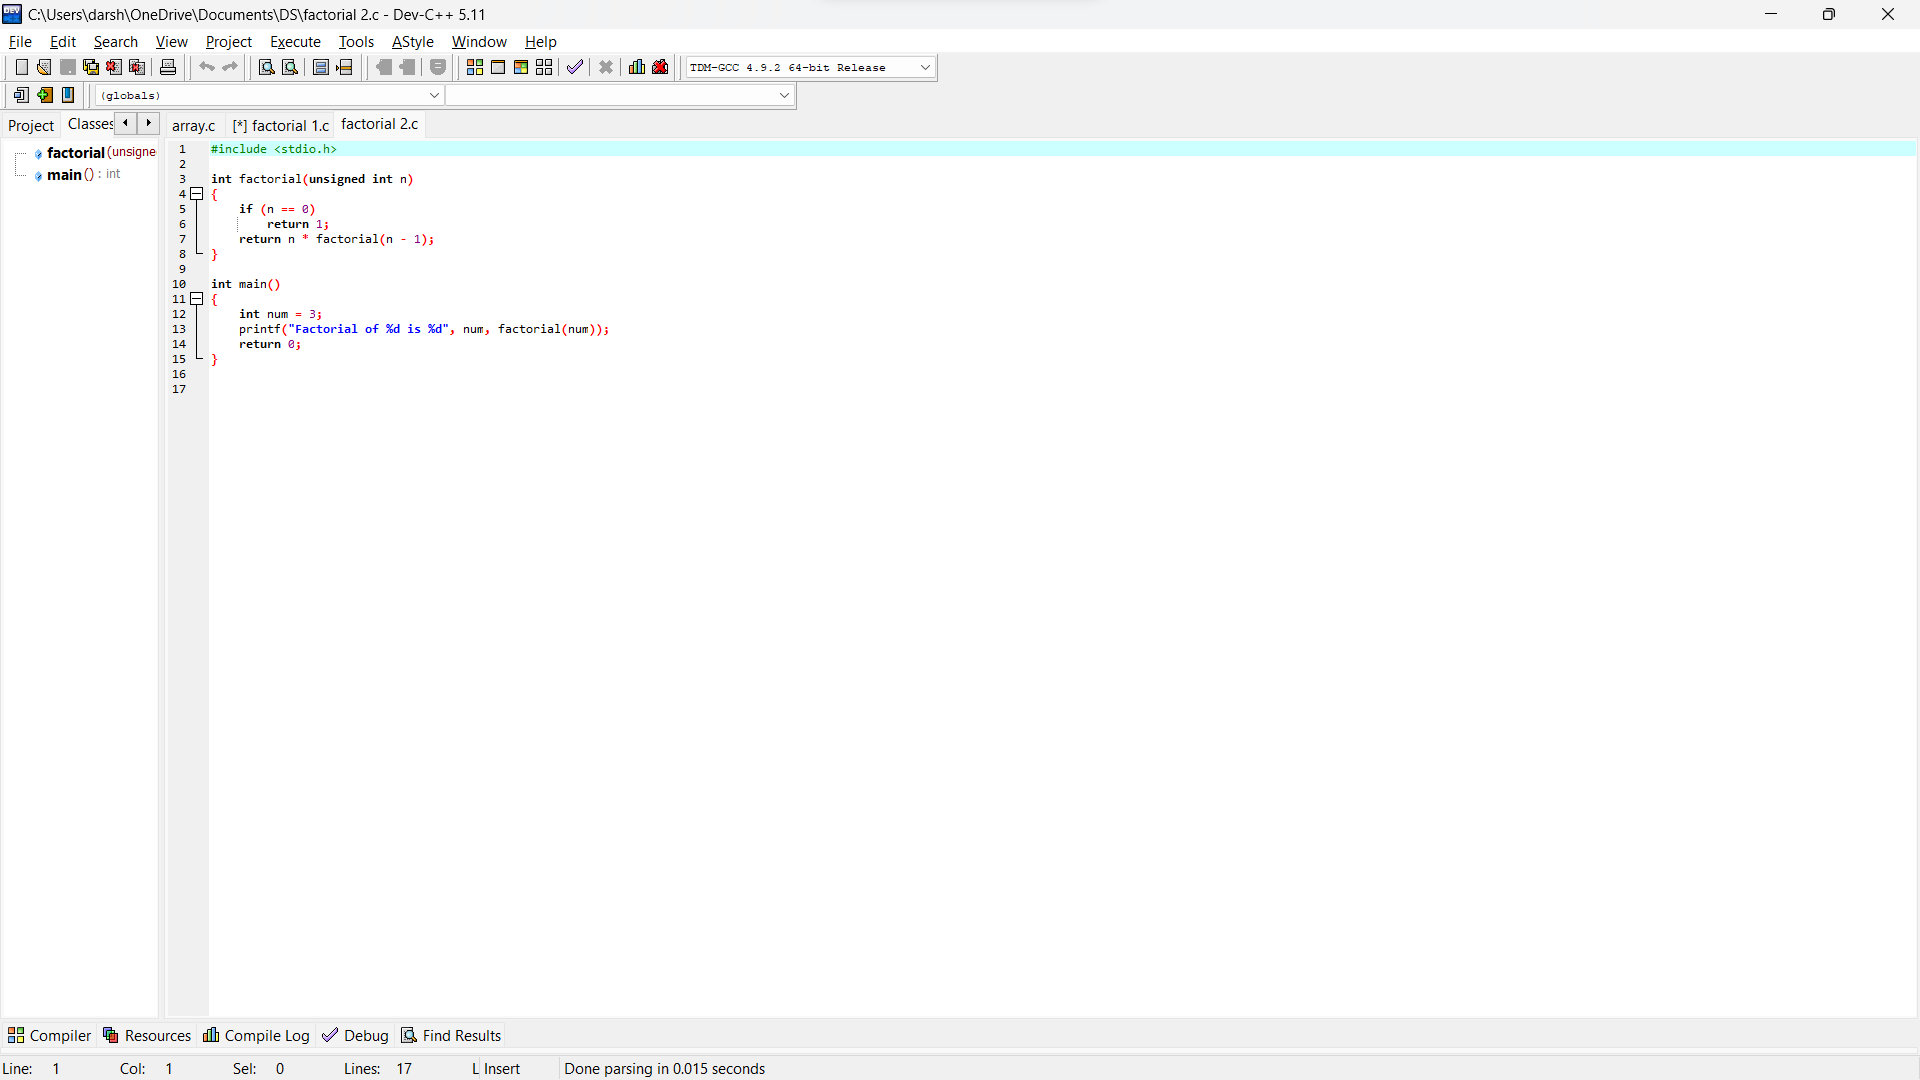 C:\Users\darsh\OneDrive\Documents\DS\factorial 2.c - Dev-C++ 5.11
File Edit Search View Project Execute Tools AStyle Window Help
TDM-GCC 4.9.2 64-bit Release
(globals)
Project Classes array.c [*] factorial 1.c factorial 2.c
factorial (unsigne
main () : int
1 #include <stdio.h>
2
3 int factorial(unsigned int n)
4 {
5 if (n == 0)
6 return 1;
7 return n * factorial(n - 1);
8 }
9
10 int main()
11 {
12 int num = 3;
13 printf("Factorial of %d is %d", num, factorial(num));
14 return 0;
15 }
16
17
Compiler Resources Compile Log Debug Find Results
Line: 1 Col: 1 Sel: 0 Lines: 17 L Insert Done parsing in 0.015 seconds